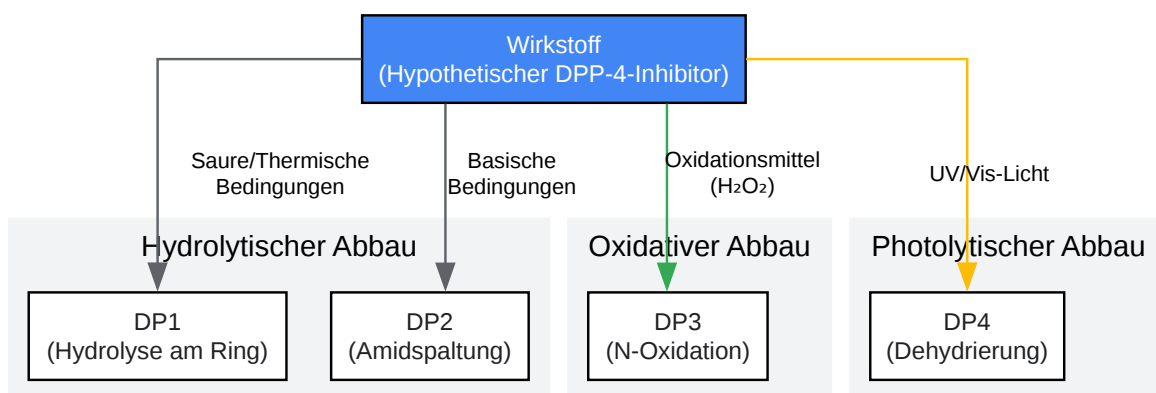 Wirkstoff
(Hypothetischer DPP-4-Inhibitor)
Saure/Thermische
Bedingungen
Basische
Bedingungen
Oxidationsmittel
(H₂O₂)
UV/Vis-Licht
Hydrolytischer Abbau
Oxidativer Abbau
Photolytischer Abbau
DP1
(Hydrolyse am Ring)
DP2
(Amidspaltung)
DP3
(N-Oxidation)
DP4
(Dehydrierung)